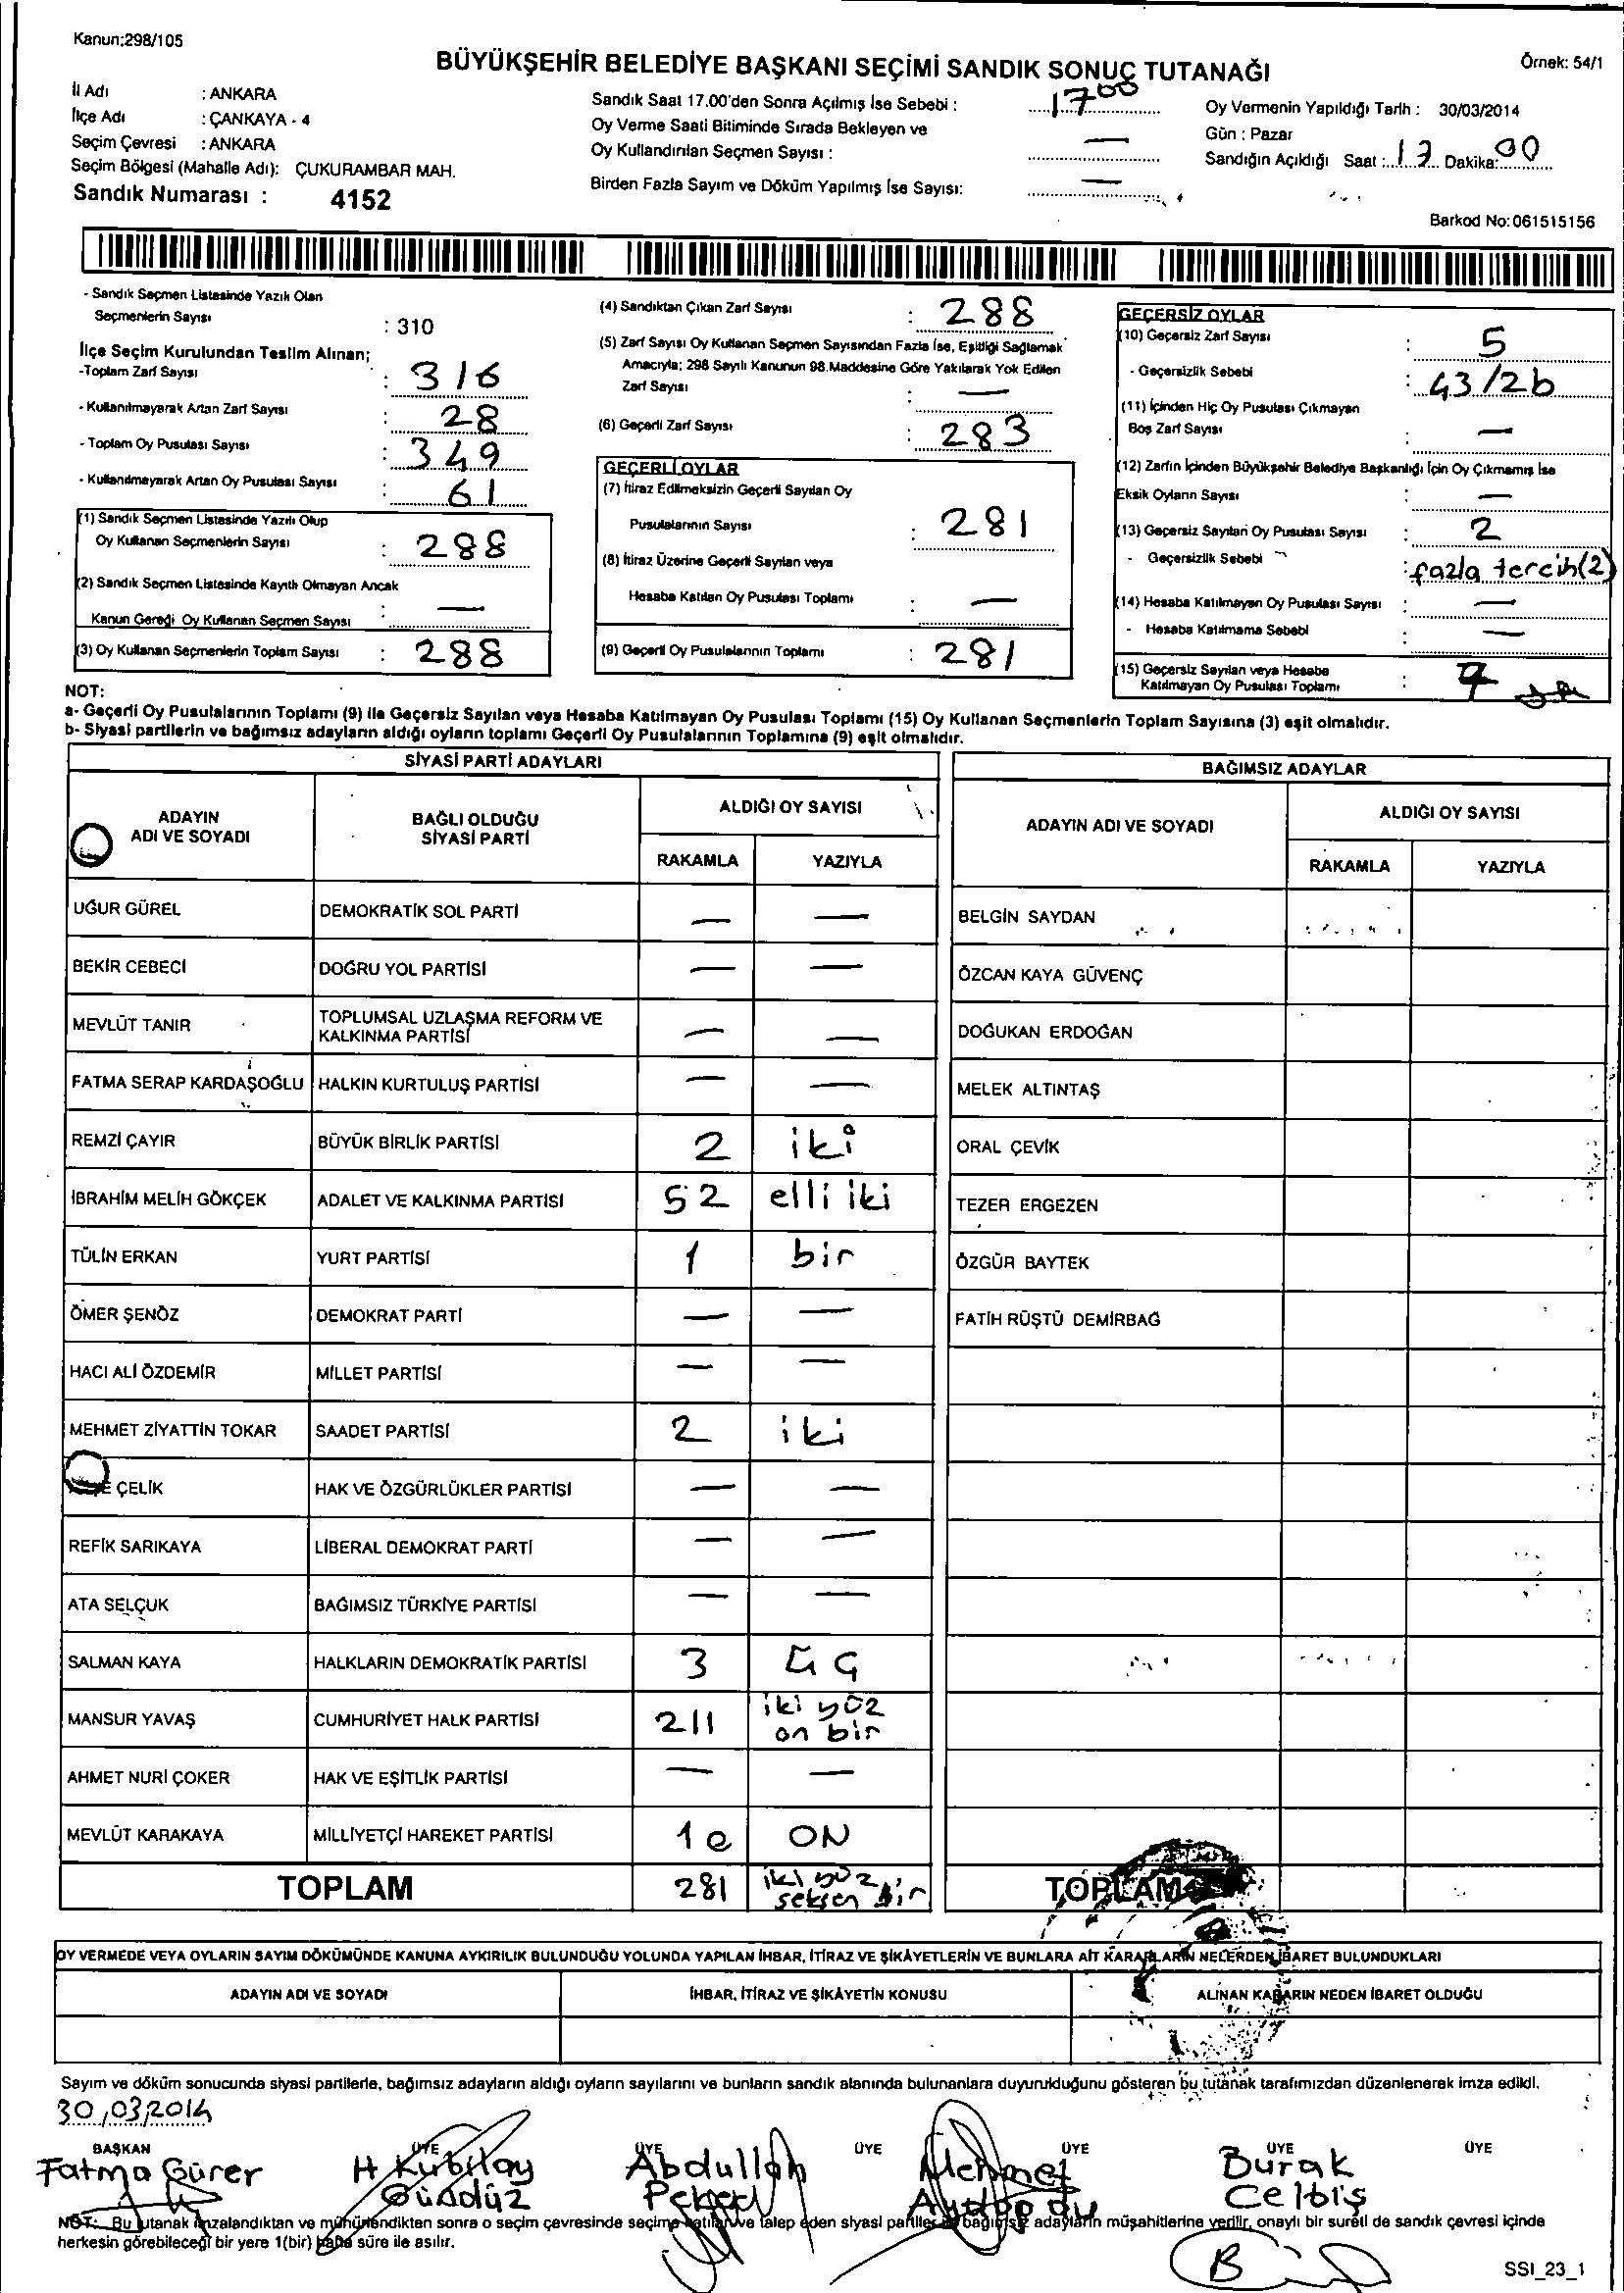 Kanun:298/105
BÜYÜKŞEHİR BELEDİYE BAŞKANI SEÇİMİ SANDIK SONUÇ TUTANAĞI
Örnek: 54/1
İl Adı : ANKARA
İlçe Adı : ÇANKAYA - 4
Seçim Çevresi : ANKARA
Seçim Bölgesi (Mahalle Adı): ÇUKURAMBAR MAH.
Sandık Numarası : 4152
Sandık Saat 17.00'den Sonra Açılmış İse Sebebi : 1700
Oy Verme Saati Bitiminde Sırada Bekleyen ve
Oy Kullandırılan Seçmen Sayısı : —
Birden Fazla Sayım ve Döküm Yapılmış İse Sayısı: —
Oy Vermenin Yapıldığı Tarih : 30/03/2014
Gün : Pazar
Sandığın Açıldığı Saat : 17 Dakika: 00
Barkod No: 061515156
- Sandık Seçmen Listesinde Yazılı Olan
Seçmenlerin Sayısı : 310
İlçe Seçim Kurulundan Teslim Alınan;
-Toplam Zarf Sayısı : 316
- Kullanılmayarak Artan Zarf Sayısı : 28
- Toplam Oy Pusulası Sayısı : 349
- Kullanılmayarak Artan Oy Pusulası Sayısı : 61
(1) Sandık Seçmen Listesinde Yazılı Olup
Oy Kullanan Seçmenlerin Sayısı : 288
(2) Sandık Seçmen Listesinde Kayıtlı Olmayan Ancak
Kanun Gereği Oy Kullanan Seçmen Sayısı : —
(3) Oy Kullanan Seçmenlerin Toplam Sayısı : 288
(4) Sandıktan Çıkan Zarf Sayısı : 288
(5) Zarf Sayısı Oy Kullanan Seçmen Sayısından Fazla İse, Eşitliği Sağlamak
Amacıyla; 298 Sayılı Kanunun 98.Maddesine Göre Yakılarak Yok Edilen
Zarf Sayısı : —
(6) Geçerli Zarf Sayısı : 283
GEÇERLİ OYLAR
(7) İtiraz Edilmeksizin Geçerli Sayılan Oy
Pusulalarının Sayısı : 281
(8) İtiraz Üzerine Geçerli Sayılan veya
Hesaba Katılan Oy Pusulası Toplamı : —
(9) Geçerli Oy Pusulalarının Toplamı : 281
GEÇERSİZ OYLAR
(10) Geçersiz Zarf Sayısı : 5
- Geçersizlik Sebebi : 43/2b
(11) İçinden Hiç Oy Pusulası Çıkmayan
Boş Zarf Sayısı : —
(12) Zarfın İçinden Büyükşehir Belediye Başkanlığı İçin Oy Çıkmamış İse
Eksik Oyların Sayısı : —
(13) Geçersiz Sayılan Oy Pusulası Sayısı : 2
- Geçersizlik Sebebi : fazla tercih(2)
(14) Hesaba Katılmayan Oy Pusulası Sayısı : —
- Hesaba Katılmama Sebebi : —
(15) Geçersiz Sayılan veya Hesaba
Katılmayan Oy Pusulası Toplamı : 7
NOT:
a- Geçerli Oy Pusulalarının Toplamı (9) ile Geçersiz Sayılan veya Hesaba Katılmayan Oy Pusulası Toplamı (15) Oy Kullanan Seçmenlerin Toplam Sayısına (3) eşit olmalıdır.
b- Siyasi partilerin ve bağımsız adayların aldığı oyların toplamı Geçerli Oy Pusulalarının Toplamına (9) eşit olmalıdır.
SİYASİ PARTİ ADAYLARI
ADAYIN ADI VE SOYADI
BAĞLI OLDUĞU SİYASİ PARTİ
ALDIĞI OY SAYISI
RAKAMLA YAZIYLA
UĞUR GÜREL DEMOKRATİK SOL PARTİ — —
BEKİR CEBECİ DOĞRU YOL PARTİSİ — —
MEVLÜT TANIR TOPLUMSAL UZLAŞMA REFORM VE KALKINMA PARTİSİ — —
FATMA SERAP KARDAŞOĞLU HALKIN KURTULUŞ PARTİSİ — —
REMZİ ÇAYIR BÜYÜK BİRLİK PARTİSİ 2 iki
İBRAHİM MELİH GÖKÇEK ADALET VE KALKINMA PARTİSİ 52 elli iki
TÜLİN ERKAN YURT PARTİSİ 1 bir
ÖMER ŞENÖZ DEMOKRAT PARTİ — —
HACI ALİ ÖZDEMİR MİLLET PARTİSİ — —
MEHMET ZİYATTİN TOKAR SAADET PARTİSİ 2 iki
ÇELİK HAK VE ÖZGÜRLÜKLER PARTİSİ — —
REFİK SARIKAYA LİBERAL DEMOKRAT PARTİ — —
ATA SELÇUK BAĞIMSIZ TÜRKİYE PARTİSİ — —
SALMAN KAYA HALKLARIN DEMOKRATİK PARTİSİ 3 üç
MANSUR YAVAŞ CUMHURİYET HALK PARTİSİ 211 iki yüz on bir
AHMET NURİ ÇOKER HAK VE EŞİTLİK PARTİSİ — —
MEVLÜT KARAKAYA MİLLİYETÇİ HAREKET PARTİSİ 10 ON
TOPLAM 281 iki yüz seksen bir
BAĞIMSIZ ADAYLAR
ADAYIN ADI VE SOYADI
ALDIĞI OY SAYISI
RAKAMLA YAZIYLA
BELGİN SAYDAN
ÖZCAN KAYA GÜVENÇ
DOĞUKAN ERDOĞAN
MELEK ALTINTAŞ
ORAL ÇEVİK
TEZER ERGEZEN
ÖZGÜR BAYTEK
FATİH RÜŞTÜ DEMİRBAĞ
TOPLAM
OY VERMEDE VEYA OYLARIN SAYIM DÖKÜMÜNDE KANUNA AYKIRILIK BULUNDUĞU YOLUNDA YAPILAN İHBAR, İTİRAZ VE ŞİKÂYETLERİN VE BUNLARA AİT KARARLARIN NELERDEN İBARET BULUNDUKLARI
ADAYIN ADI VE SOYADI
İHBAR, İTİRAZ VE ŞİKÂYETİN KONUSU
ALINAN KARARIN NEDEN İBARET OLDUĞU
Sayım ve döküm sonucunda siyasi partilerle, bağımsız adayların aldığı oyların sayılarını ve bunların sandık alanında bulunanlara duyurulduğunu gösteren bu tutanak tarafımızdan düzenlenerek imza edildi.
30/03/2014
BAŞKAN ÜYE ÜYE ÜYE ÜYE ÜYE ÜYE
Fatma Gürer
H Kubilay Gündüz
Abdullah
Mehmet
Burak Celbiş
NOT: Bu tutanak imzalandıktan ve mühürlendikten sonra o seçim çevresinde seçime katılan ve talep eden siyasi partiler ve bağımsız adayların müşahitlerine verilir, onaylı bir sureti de sandık çevresi içinde
herkesin görebileceği bir yere 1(bir) hafta süre ile asılır.
SSI_23_1